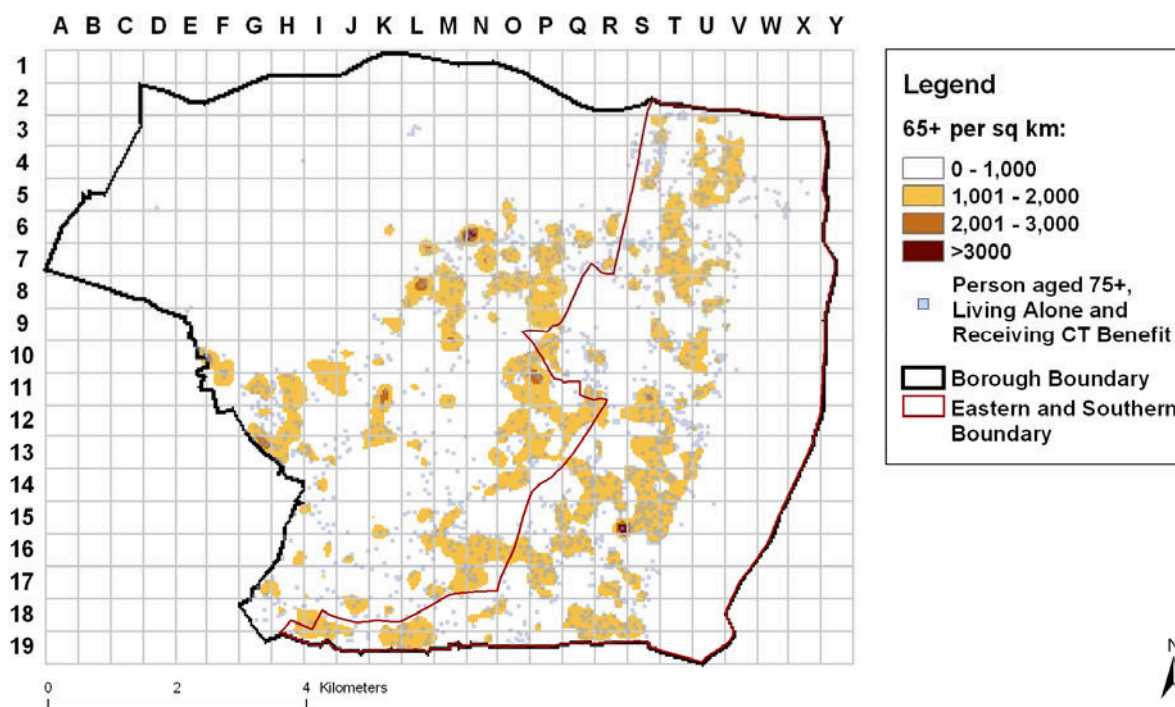 A B C D E F G H I J K L M N O P Q R S T U V W X Y
1
2
3
4
5
6
7
8
9
10
11
12
13
14
15
16
17
18
19
0 2 4 Kilometers
Legend
65+ per sq km:
0 - 1,000
1,001 - 2,000
2,001 - 3,000
>3000
Person aged 75+,
Living Alone and
Receiving CT Benefit
Borough Boundary
Eastern and Southern
Boundary
N